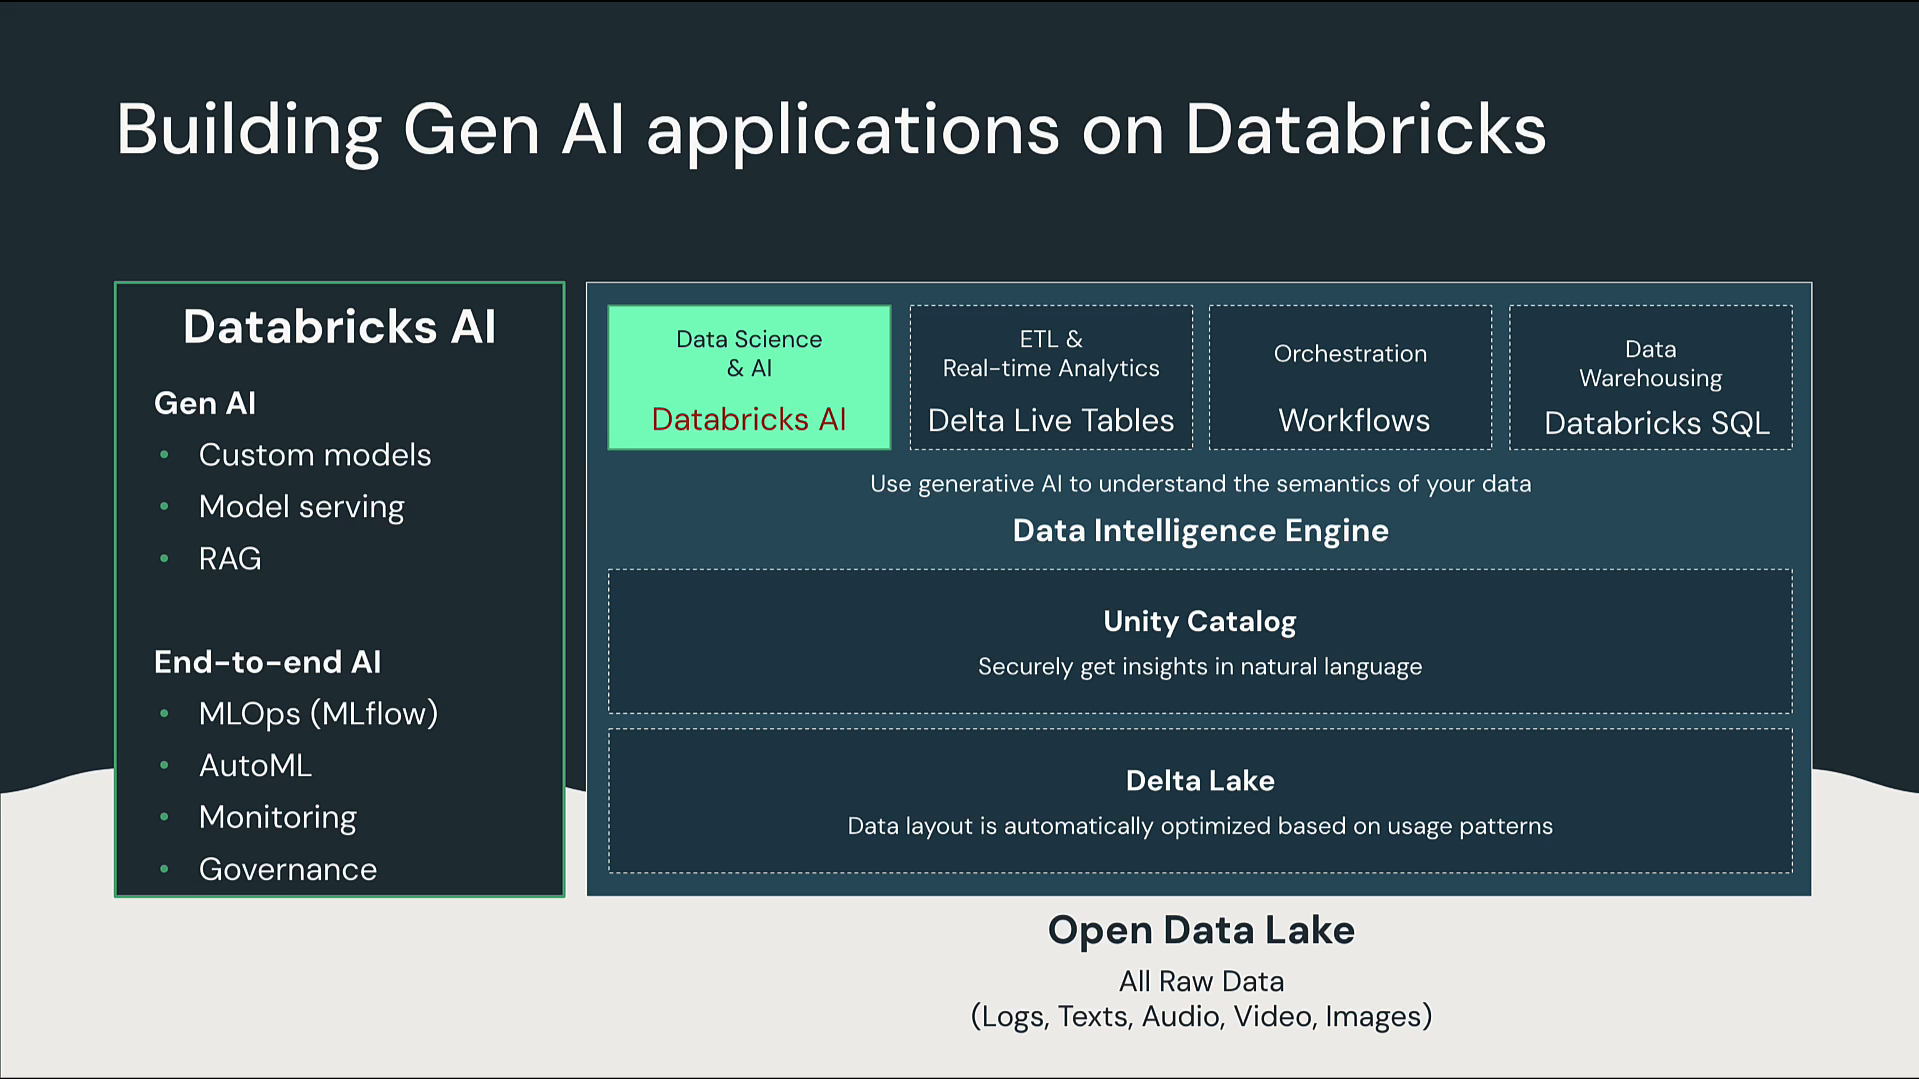 Building Gen AI applications on Databricks
Databricks AI
Gen AI
• Custom models
• Model serving
• RAG
End-to-end AI
• MLOps (MLflow)
• AutoML
• Monitoring
• Governance
Data Science
& AI
Databricks AI
ETL &
Real-time Analytics
Delta Live Tables
Orchestration
Workflows
Data
Warehousing
Databricks SQL
Use generative AI to understand the semantics of your data
Data Intelligence Engine
Unity Catalog
Securely get insights in natural language
Delta Lake
Data layout is automatically optimized based on usage patterns
Open Data Lake
All Raw Data
(Logs, Texts, Audio, Video, Images)